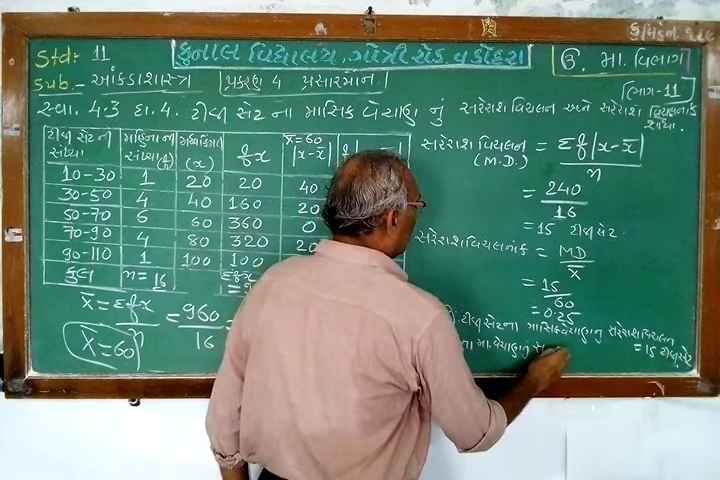 Std: 11
કુનાલ વિદ્યાલય, ગોત્રી રોડ, વડોદરા
ઉ. મા. વિભાગ
Sub.- આંકડાશાસ્ત્ર
પ્રકરણ 4 પ્રસારમાન
ભાગ-11
સ્વા. 4.3 દા.4. ટીવી સેટ ના માસિક વેચાણ નું સરેરાશ વિચલન અને સરેરાશ વિચલનાંક શોધો.
ટીવી સેટની સંખ્યા મહિનાની સંખ્યા(f) મધ્યકિંમત (x) fx x̄=60 |x-x̄|
10-30 1 20 20 40
30-50 4 40 160 20
50-70 6 60 360 0
70-90 4 80 320 20
90-110 1 100 100
કુલ n=16 Σfx
x̄ = Σfx/n = 960/16
x̄=60
સરેરાશ વિચલન (M.D.) = Σf|x-x̄|/n
= 240/16
= 15 ટીવી સેટ.
સરેરાશ વિચલનાંક = MD/x̄
= 15/60
= 0.25
ટીવી સેટના માસિક વેચાણનું સરેરાશ વિચલન
= 15 ટીવી સેટ
મા. વેચાણનું સ